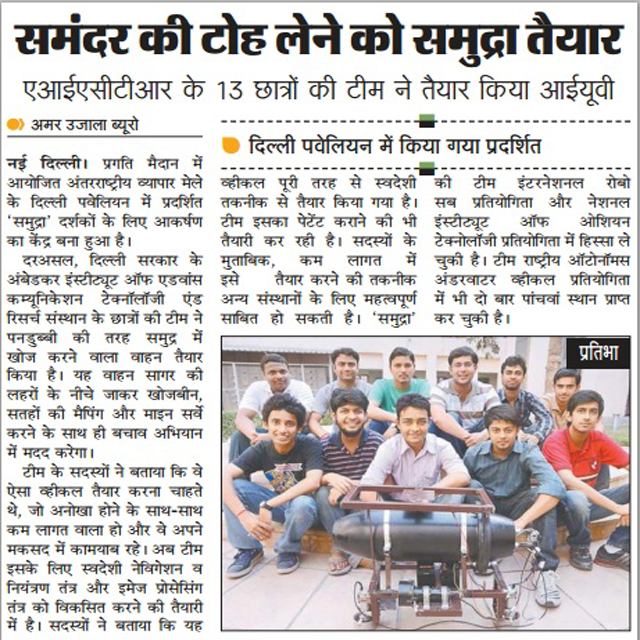 समंदर की टोह लेने को समुद्रा तैयार
एआईएसीटीआर के 13 छात्रों की टीम ने तैयार किया आईयूवी
अमर उजाला ब्यूरो
नई दिल्ली। प्रगति मैदान में
आयोजित अंतरराष्ट्रीय व्यापार मेले
के दिल्ली पवेलियन में प्रदर्शित
‘समुद्रा’ दर्शकों के लिए आकर्षण
का केंद्र बना हुआ है।
दरअसल, दिल्ली सरकार के
अंबेडकर इंस्टीट्यूट ऑफ एडवांस
कम्युनिकेशन टैक्नॉलॉजी एंड
रिसर्च संस्थान के छात्रों की टीम ने
पनडुब्बी की तरह समुद्र में
खोज करने वाला वाहन तैयार
किया है। यह वाहन सागर की
लहरों के नीचे जाकर खोजबीन,
सतहों की मैपिंग और माइन सर्वे
करने के साथ ही बचाव अभियान
में मदद करेगा।
टीम के सदस्यों ने बताया कि वे
ऐसा व्हीकल तैयार करना चाहते
थे, जो अनोखा होने के साथ-साथ
कम लागत वाला हो और वे अपने
मकसद में कामयाब रहे। अब टीम
इसके लिए स्वदेशी नेविगेशन व
नियंत्रण तंत्र और इमेज प्रोसेसिंग
तंत्र को विकसित करने की तैयारी
में है। सदस्यों ने बताया कि यह
दिल्ली पवेलियन में किया गया प्रदर्शित
व्हीकल पूरी तरह से स्वदेशी
तकनीक से तैयार किया गया है।
टीम इसका पेटेंट कराने की भी
तैयारी कर रही है। सदस्यों के
मुताबिक, कम लागत में
इसे तैयार करने की तकनीक
अन्य संस्थानों के लिए महत्वपूर्ण
साबित हो सकती है। ‘समुद्रा’
की टीम इंटरनेशनल रोबो
सब प्रतियोगिता और नेशनल
इंस्टीट्यूट ऑफ ओशियन
टेक्नोलॉजी प्रतियोगिता में हिस्सा ले
चुकी है। टीम राष्ट्रीय ऑटोनॉमस
अंडरवाटर व्हीकल प्रतियोगिता
में भी दो बार पांचवां स्थान प्राप्त
कर चुकी है।
प्रतिभा